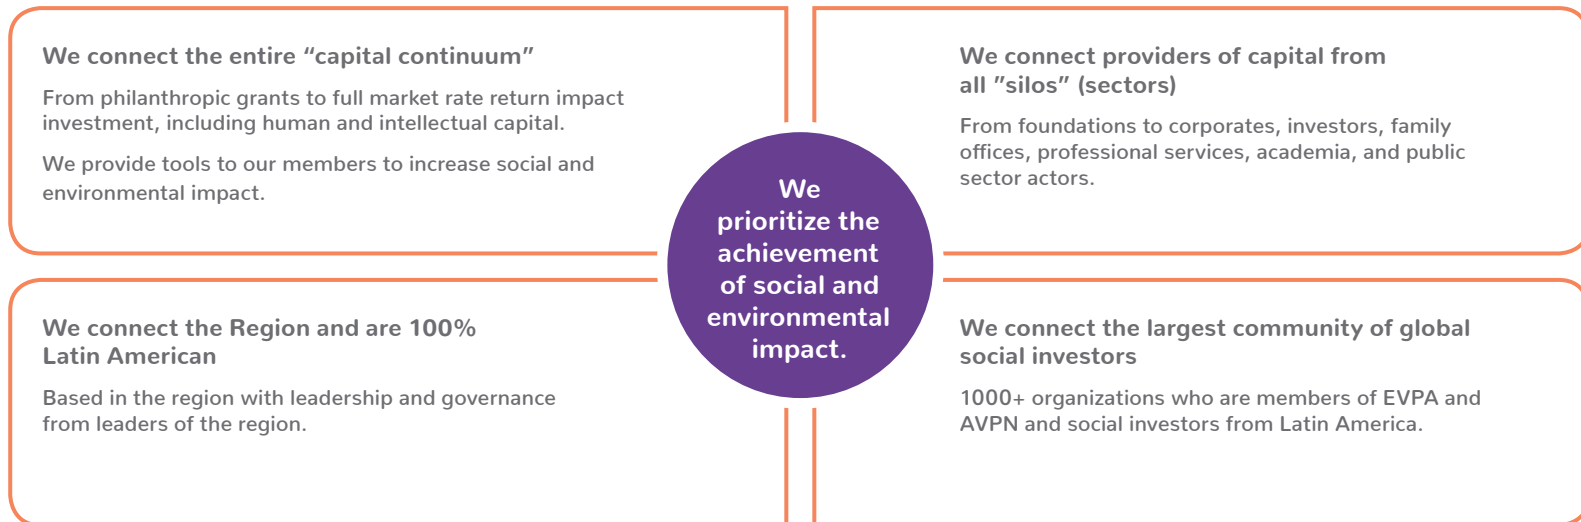 We connect the entire “capital continuum”
From philanthropic grants to full market rate return impact
investment, including human and intellectual capital.
We provide tools to our members to increase social and
environmental impact.
We connect providers of capital from
all ”silos” (sectors)
From foundations to corporates, investors, family
offices, professional services, academia, and public
sector actors.
We
prioritize the
achievement
of social and
environmental
impact.
We connect the Region and are 100%
Latin American
Based in the region with leadership and governance
from leaders of the region.
We connect the largest community of global
social investors
1000+ organizations who are members of EVPA and
AVPN and social investors from Latin America.